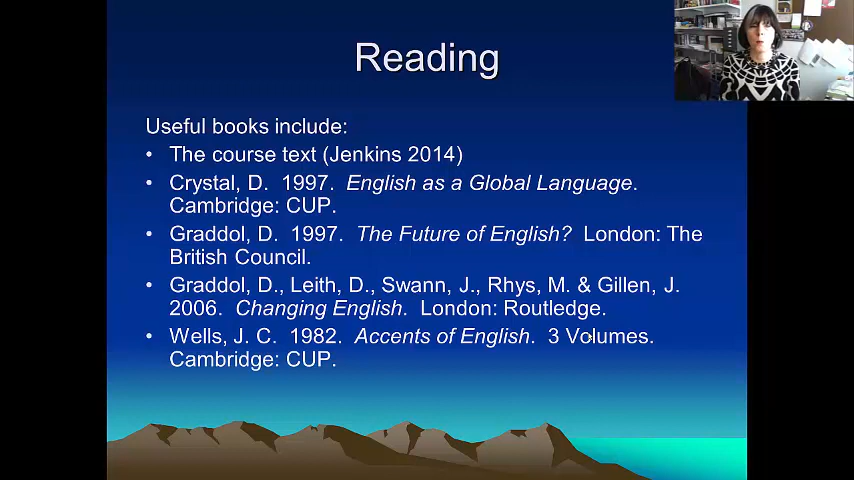 Reading
Useful books include:
• The course text (Jenkins 2014)
• Crystal, D. 1997. English as a Global Language.
Cambridge: CUP.
• Graddol, D. 1997. The Future of English? London: The
British Council.
• Graddol, D., Leith, D., Swann, J., Rhys, M. & Gillen, J.
2006. Changing English. London: Routledge.
• Wells, J. C. 1982. Accents of English. 3 Volumes.
Cambridge: CUP.